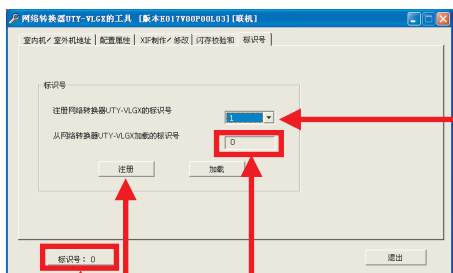 网络转换器UTY-VLGX的工具 [版本E017V00P00L03][联机]
室内机/室外机地址 配置属性 XIF制作/修改 闪存校验和 标识号
标识号
注册网络转换器UTY-VLGX的标识号 1
从网络转换器UTY-VLGX加载的标识号 0
注册 加载
标识号: 0 退出